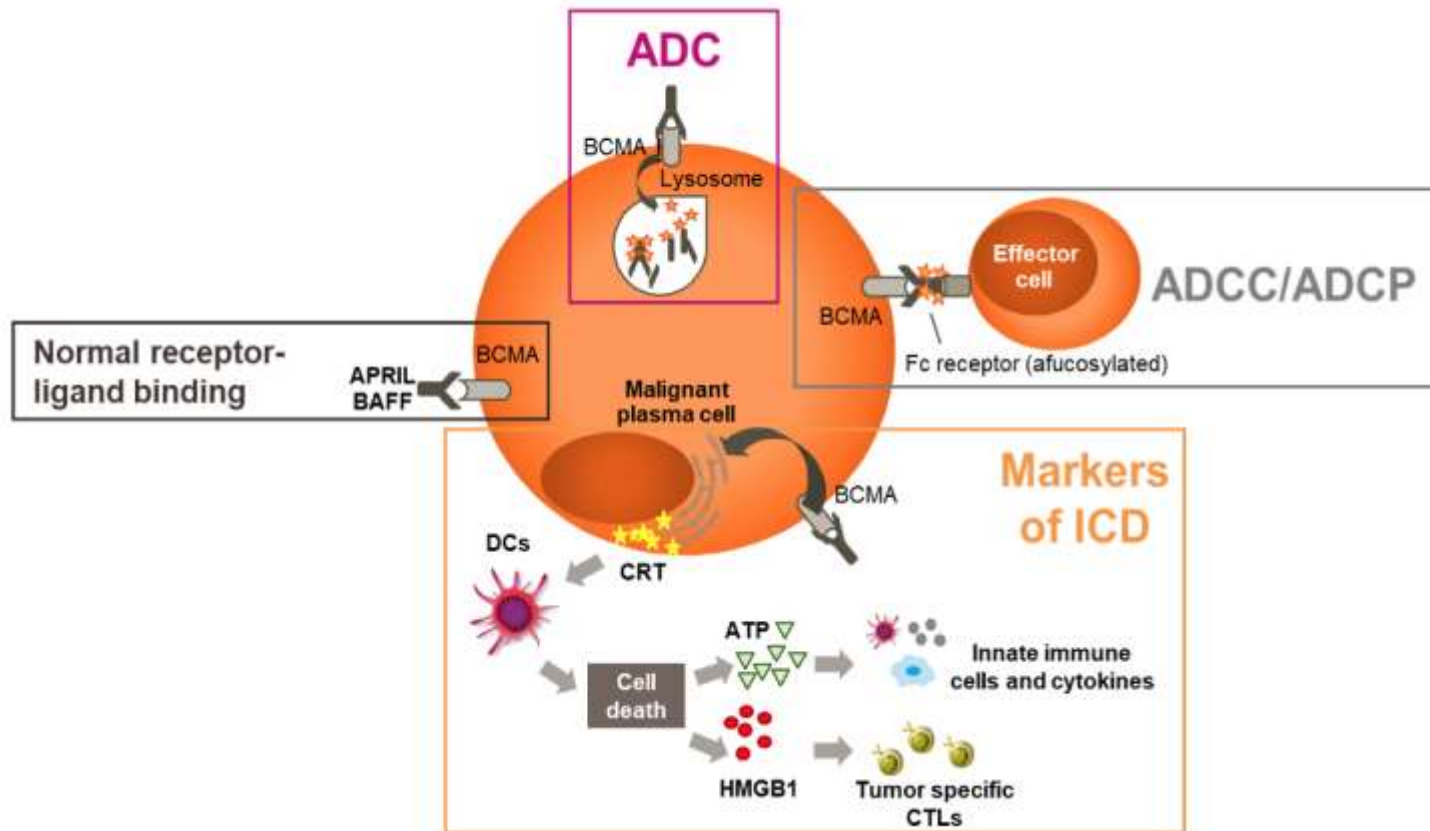 ADC
BCMA
Lysosome
Effector
cell
ADCC/ADCP
BCMA
Fc receptor (afucosylated)
Normal receptor-
ligand binding
APRIL
BAFF
BCMA
Malignant
plasma cell
Markers
of ICD
BCMA
DCs
CRT
ATP
Innate immune
cells and cytokines
Cell
death
HMGB1
Tumor specific
CTLs